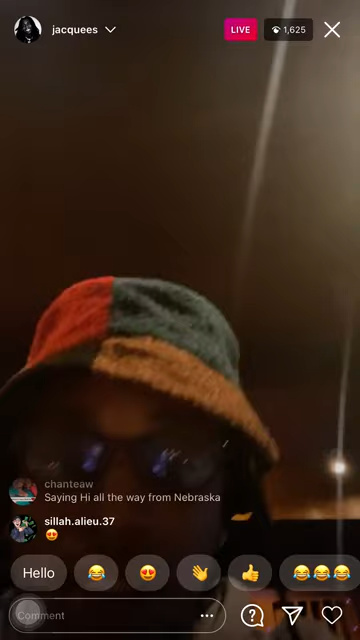 jacquees
LIVE
1,625
chanteaw
Saying Hi all the way from Nebraska
sillah.alieu.37
😍
Hello 😂 😍 👋 👍 😂😂😂
Comment